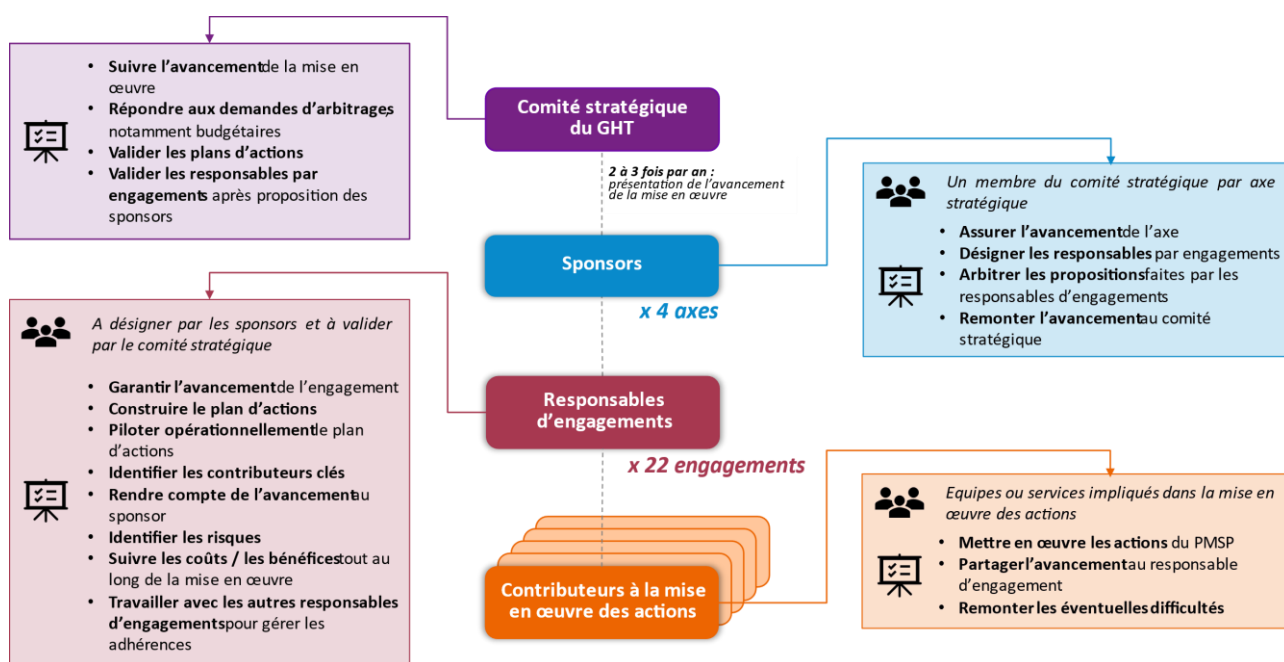 • Suivre l'avancement de la mise en
œuvre
• Répondre aux demandes d'arbitrages,
notamment budgétaires
• Valider les plans d'actions
• Valider les responsables par
engagements après proposition des
sponsors
Comité stratégique
du GHT
2 à 3 fois par an :
présentation de l'avancement
de la mise en œuvre
Un membre du comité stratégique par axe
stratégique
• Assurer l'avancement de l'axe
• Désigner les responsables par engagements
• Arbitrer les propositions faites par les
responsables d'engagements
• Remonter l'avancement au comité
stratégique
Sponsors
x 4 axes
A désigner par les sponsors et à valider
par le comité stratégique
• Garantir l'avancement de l'engagement
• Construire le plan d'actions
• Piloter opérationnellement le plan
d'actions
• Identifier les contributeurs clés
• Rendre compte de l'avancement au
sponsor
• Identifier les risques
• Suivre les coûts / les bénéfices tout au
long de la mise en œuvre
• Travailler avec les autres responsables
d'engagements pour gérer les
adhérences
Responsables
d'engagements
x 22 engagements
Equipes ou services impliqués dans la mise en
œuvre des actions
• Mettre en œuvre les actions du PMSP
• Partager l'avancement au responsable
d'engagement
• Remonter les éventuelles difficultés
Contributeurs à la mise
en œuvre des actions